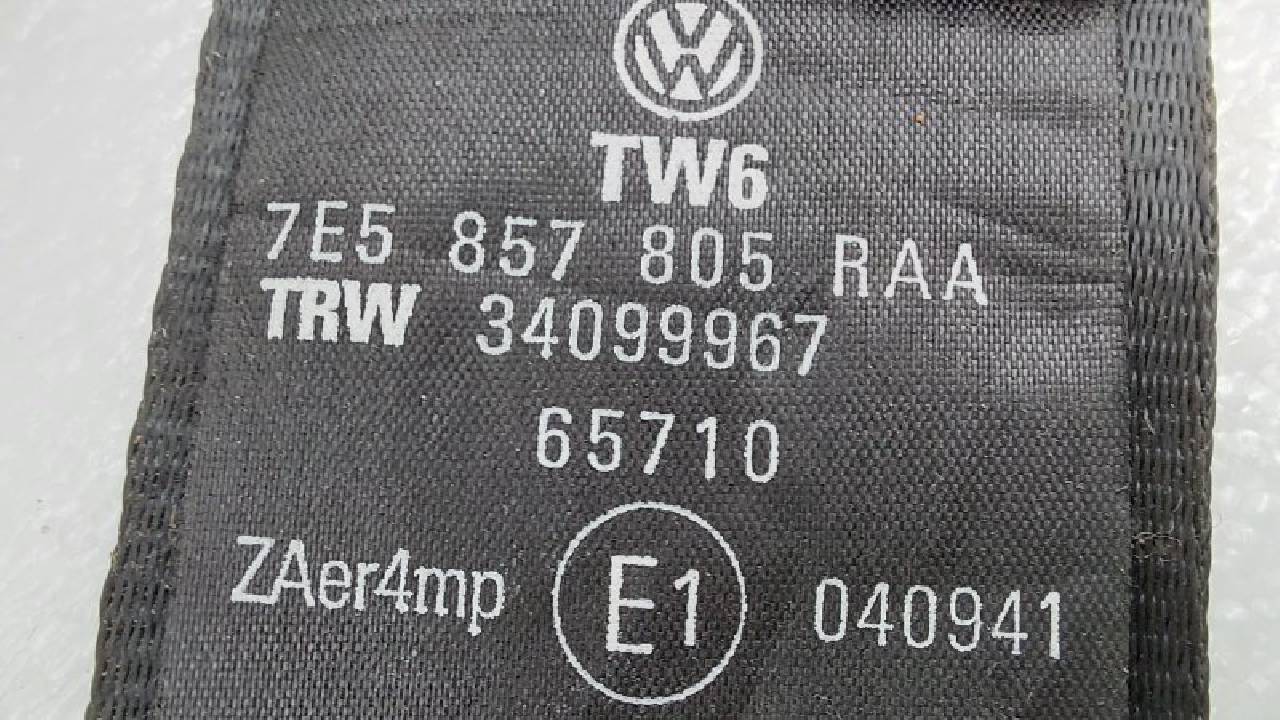 TW6
7E5 857 805 RAA
TRW 34099967
65710
ZAer4mp E1 040941